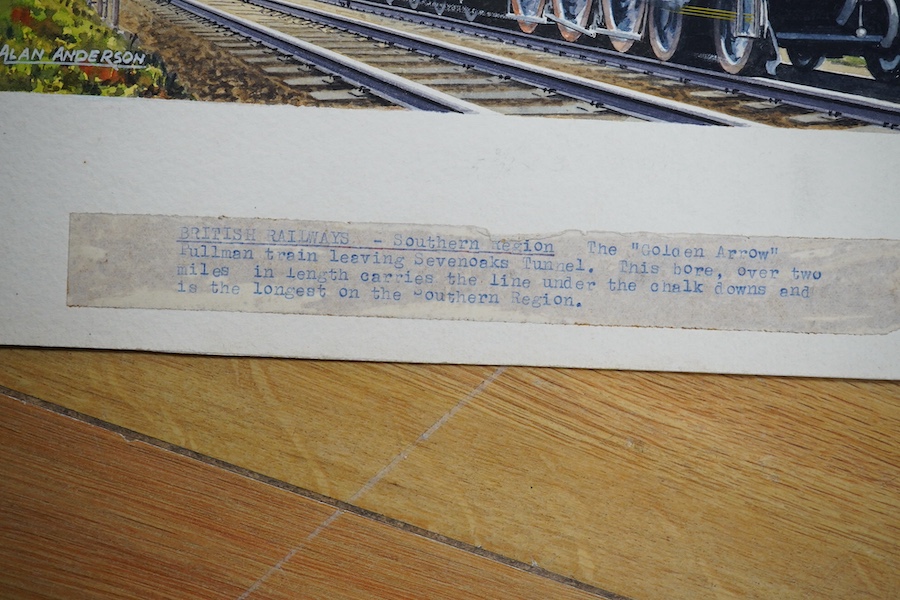 ALAN ANDERSON
BRITISH RAILWAYS - Southern Region The "Golden Arrow"
Pullman train leaving Sevenoaks Tunnel. This bore, over two
miles in length carries the line under the chalk downs and
is the longest on the Southern Region.